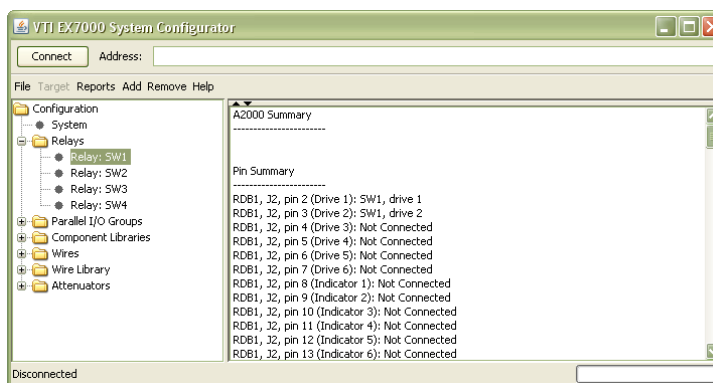 VTI EX7000 System Configurator
Connect Address:
File Target Reports Add Remove Help
Configuration
System
Relays
Relay: SW1
Relay: SW2
Relay: SW3
Relay: SW4
Parallel I/O Groups
Component Libraries
Wires
Wire Library
Attenuators
A2000 Summary
-----------------------
Pin Summary
-----------------------
RDB1, J2, pin 2 (Drive 1): SW1, drive 1
RDB1, J2, pin 3 (Drive 2): SW1, drive 2
RDB1, J2, pin 4 (Drive 3): Not Connected
RDB1, J2, pin 5 (Drive 4): Not Connected
RDB1, J2, pin 6 (Drive 5): Not Connected
RDB1, J2, pin 7 (Drive 6): Not Connected
RDB1, J2, pin 8 (Indicator 1): Not Connected
RDB1, J2, pin 9 (Indicator 2): Not Connected
RDB1, J2, pin 10 (Indicator 3): Not Connected
RDB1, J2, pin 11 (Indicator 4): Not Connected
RDB1, J2, pin 12 (Indicator 5): Not Connected
RDB1, J2, pin 13 (Indicator 6): Not Connected
Disconnected